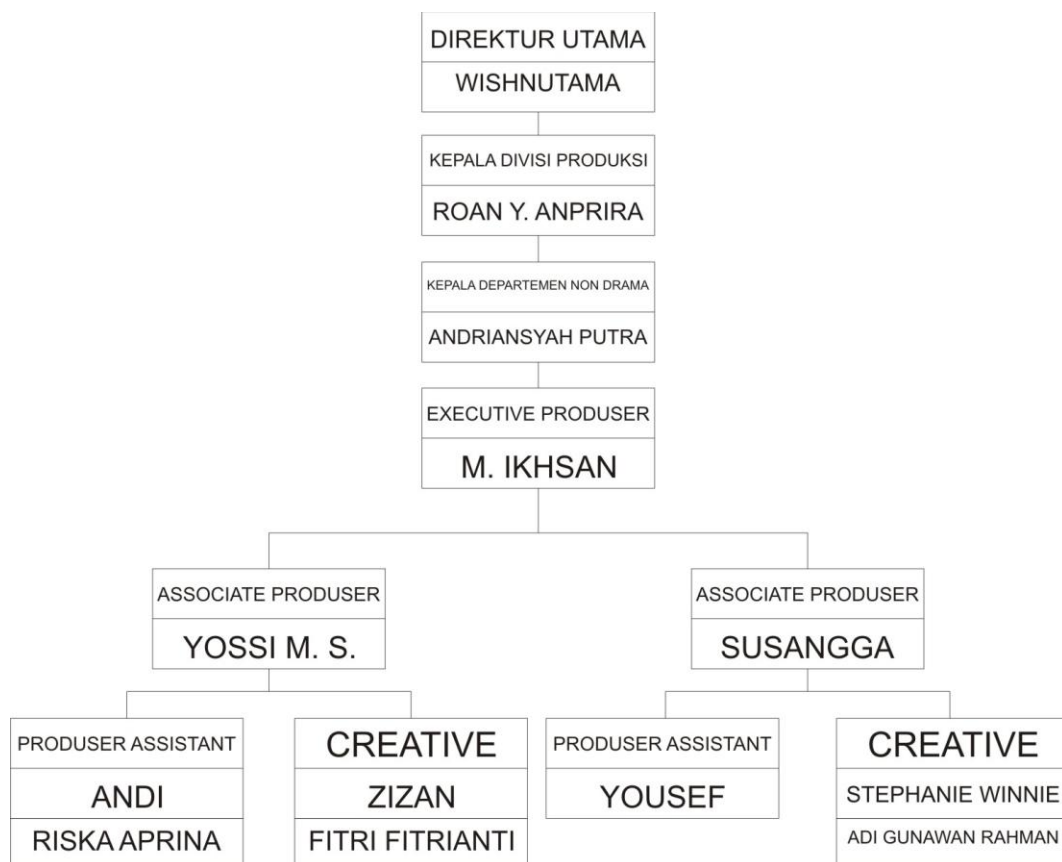 DIREKTUR UTAMA
WISHNUTAMA
KEPALA DIVISI PRODUKSI
ROAN Y. ANPRIRA
KEPALA DEPARTEMEN NON DRAMA
ANDRIANSYAH PUTRA
EXECUTIVE PRODUSER
M. IKHSAN
ASSOCIATE PRODUSER
YOSSI M. S.
ASSOCIATE PRODUSER
SUSANGGA
PRODUSER ASSISTANT
ANDI
RISKA APRINA
CREATIVE
ZIZAN
FITRI FITRIANTI
PRODUSER ASSISTANT
YOUSEF
CREATIVE
STEPHANIE WINNIE
ADI GUNAWAN RAHMAN